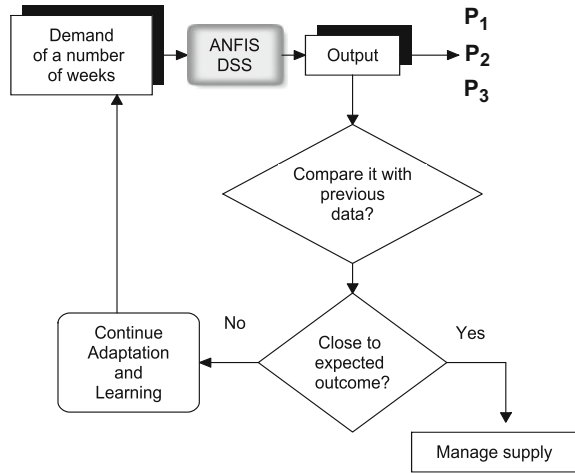 Demand
of a number
of weeks
ANFIS
DSS
Output
P1
P2
P3
Compare it with
previous
data?
Close to
expected
outcome?
No
Yes
Continue
Adaptation
and
Learning
Manage supply